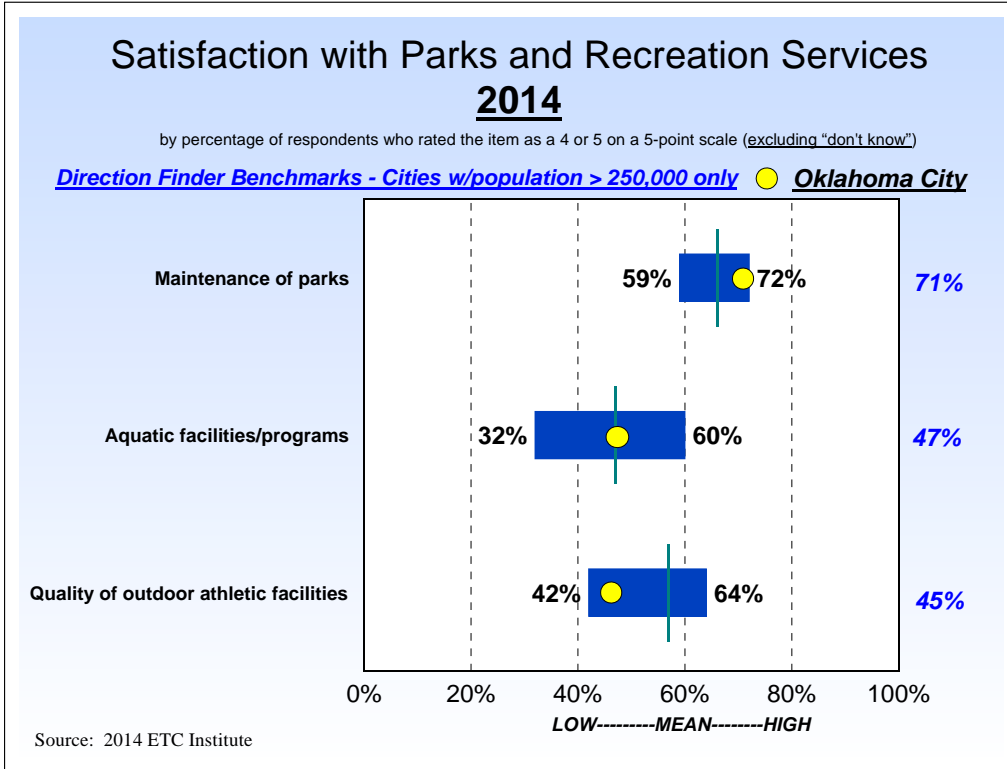 Satisfaction with Parks and Recreation Services
2014
by percentage of respondents who rated the item as a 4 or 5 on a 5-point scale (excluding "don't know")
Direction Finder Benchmarks - Cities w/population > 250,000 only Oklahoma City
Maintenance of parks 59% 72% 71%
Aquatic facilities/programs 32% 60% 47%
Quality of outdoor athletic facilities 42% 64% 45%
0% 20% 40% 60% 80% 100%
LOW---------MEAN--------HIGH
Source: 2014 ETC Institute